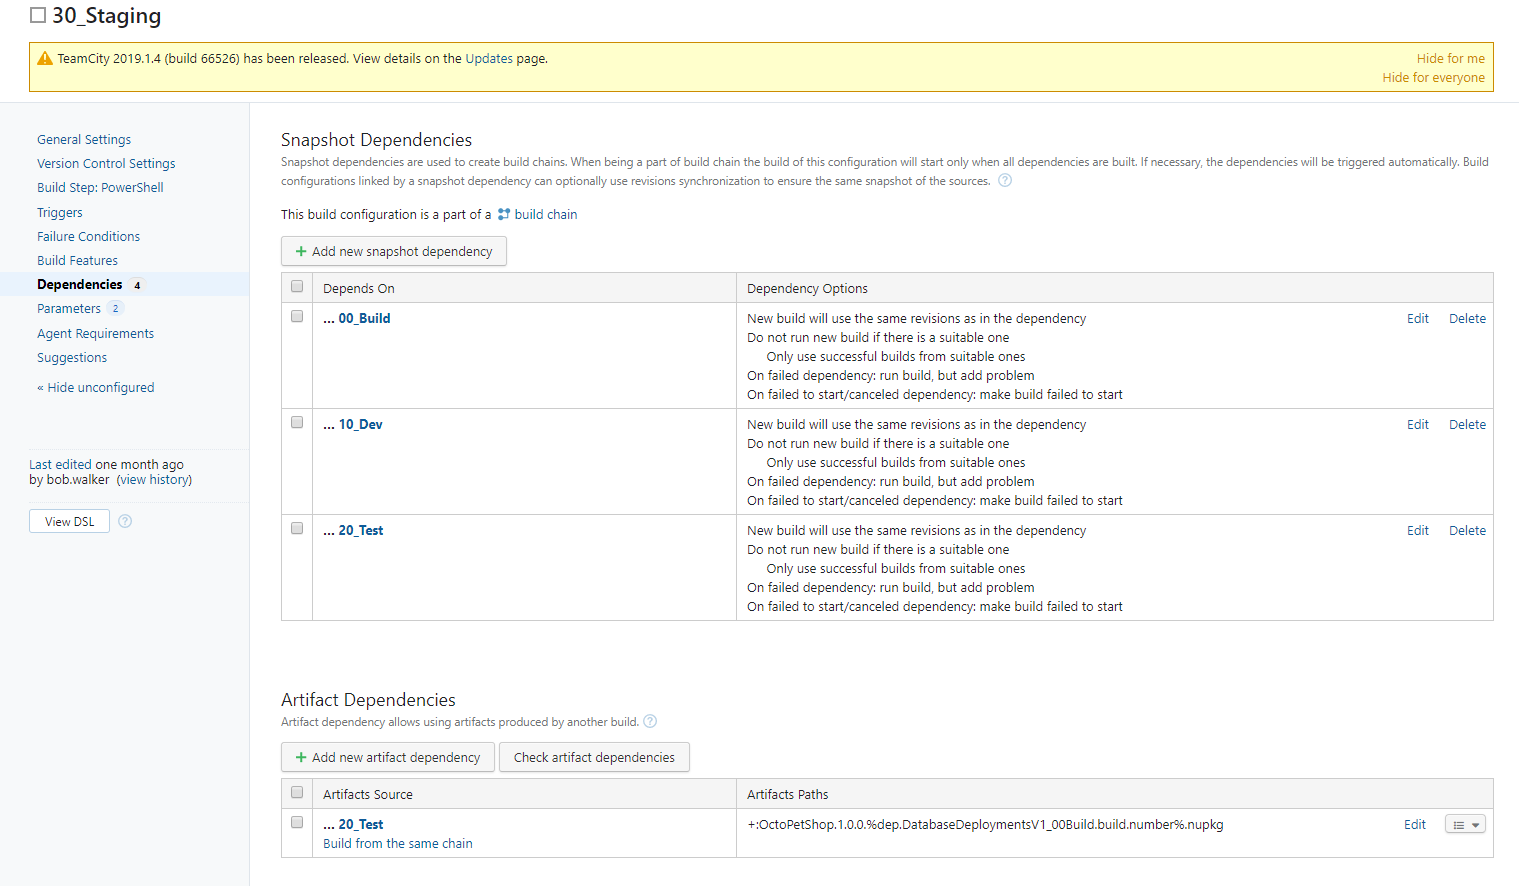 30_Staging
TeamCity 2019.1.4 (build 66526) has been released. View details on the Updates page.
Hide for me
Hide for everyone
General Settings
Version Control Settings
Build Step: PowerShell
Triggers
Failure Conditions
Build Features
Dependencies 4
Parameters 2
Agent Requirements
Suggestions
« Hide unconfigured
Last edited one month ago
by bob.walker (view history)
View DSL ?
Snapshot Dependencies
Snapshot dependencies are used to create build chains. When being a part of build chain the build of this configuration will start only when all dependencies are built. If necessary, the dependencies will be triggered automatically. Build
configurations linked by a snapshot dependency can optionally use revisions synchronization to ensure the same snapshot of the sources. ?
This build configuration is a part of a build chain
+ Add new snapshot dependency
Depends On
Dependency Options
... 00_Build
New build will use the same revisions as in the dependency
Edit Delete
Do not run new build if there is a suitable one
Only use successful builds from suitable ones
On failed dependency: run build, but add problem
On failed to start/canceled dependency: make build failed to start
... 10_Dev
New build will use the same revisions as in the dependency
Edit Delete
Do not run new build if there is a suitable one
Only use successful builds from suitable ones
On failed dependency: run build, but add problem
On failed to start/canceled dependency: make build failed to start
... 20_Test
New build will use the same revisions as in the dependency
Edit Delete
Do not run new build if there is a suitable one
Only use successful builds from suitable ones
On failed dependency: run build, but add problem
On failed to start/canceled dependency: make build failed to start
Artifact Dependencies
Artifact dependency allows using artifacts produced by another build. ?
+ Add new artifact dependency
Check artifact dependencies
Artifacts Source
Artifacts Paths
... 20_Test
Build from the same chain
+:OctoPetShop.1.0.0.%dep.DatabaseDeploymentsV1_00Build.build.number%.nupkg
Edit